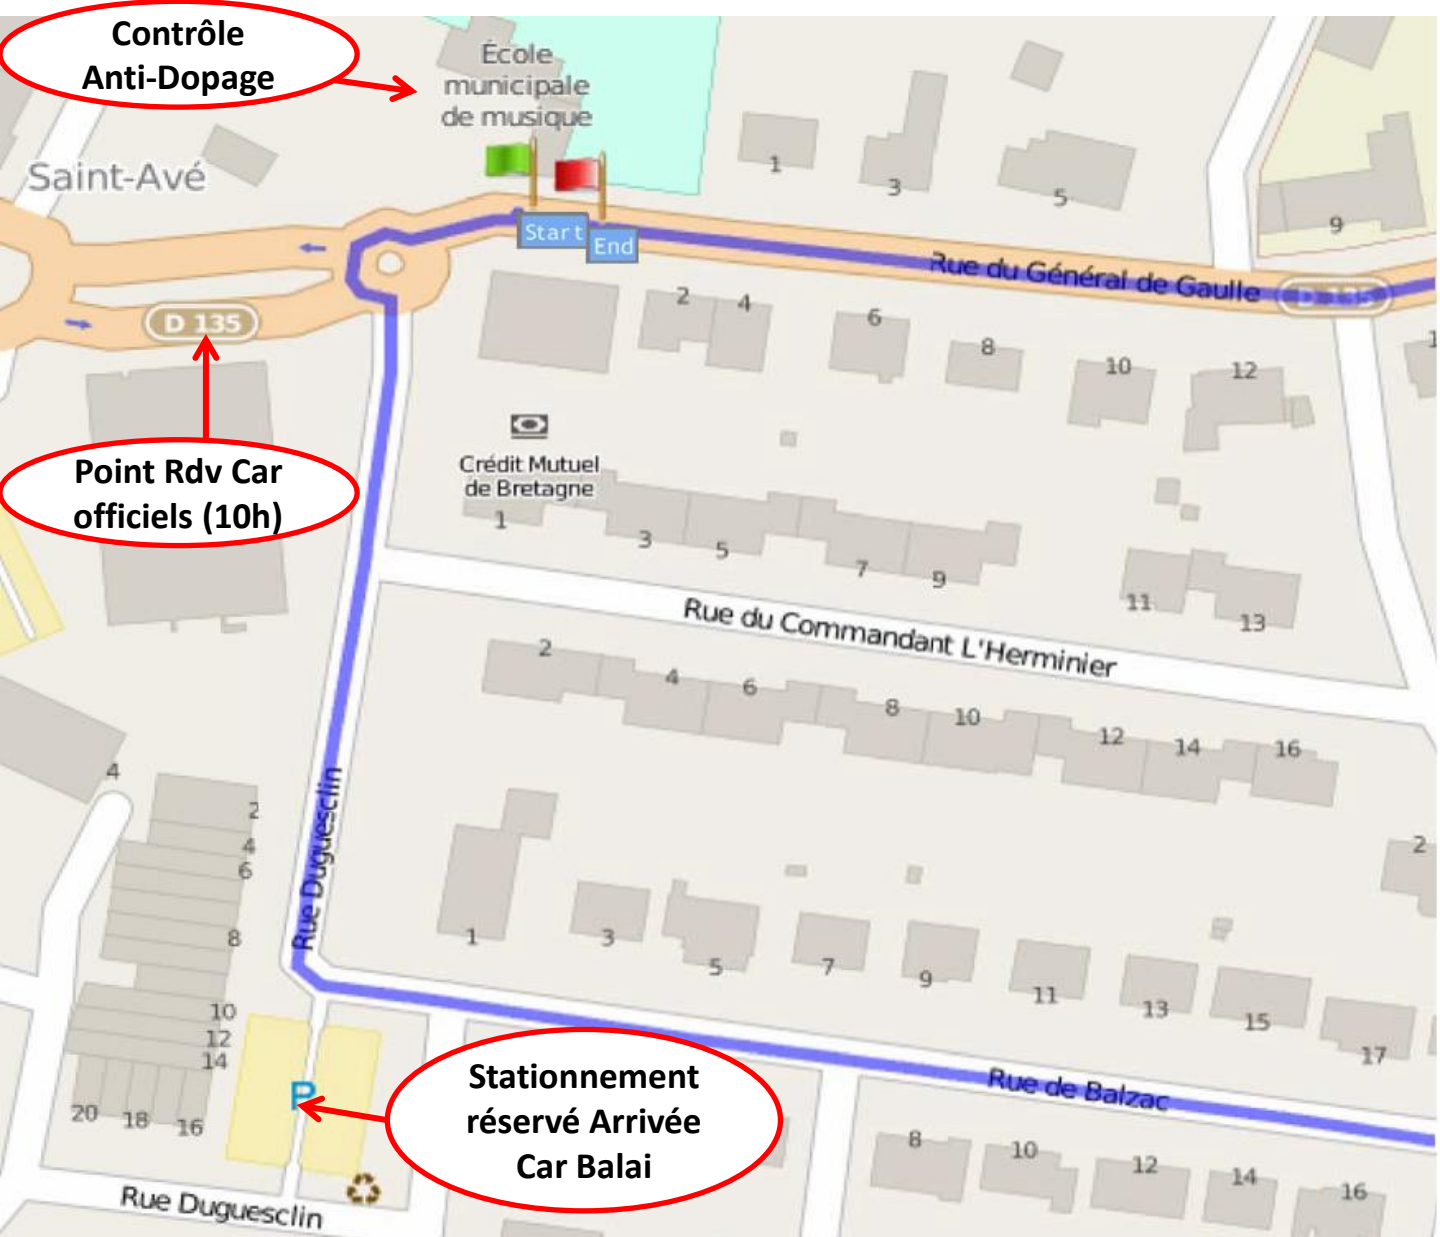 Contrôle
Anti-Dopage
École
municipale
de musique
Saint-Avé
1
3
5
9
Start
End
Rue du Général de Gaulle
D 135
D 135
2
4
6
8
10
12
1
Point Rdv Car
officiels (10h)
Crédit Mutuel
de Bretagne
1
3
5
7
9
11
13
Rue du Commandant L'Herminier
2
4
6
8
10
12
14
16
4
2
4
6
8
10
12
14
20
18
16
Rue Duguesclin
1
3
5
7
9
11
13
15
17
2
P
Stationnement
réservé Arrivée
Car Balai
Rue de Balzac
8
10
12
14
16
Rue Duguesclin